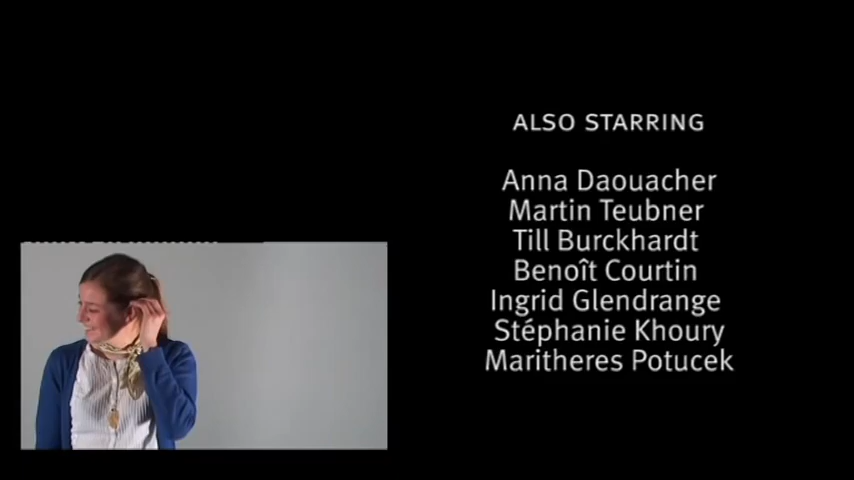 ALSO STARRING
Anna Daouacher
Martin Teubner
Till Burckhardt
Benoît Courtin
Ingrid Glendrange
Stéphanie Khoury
Maritheres Potucek